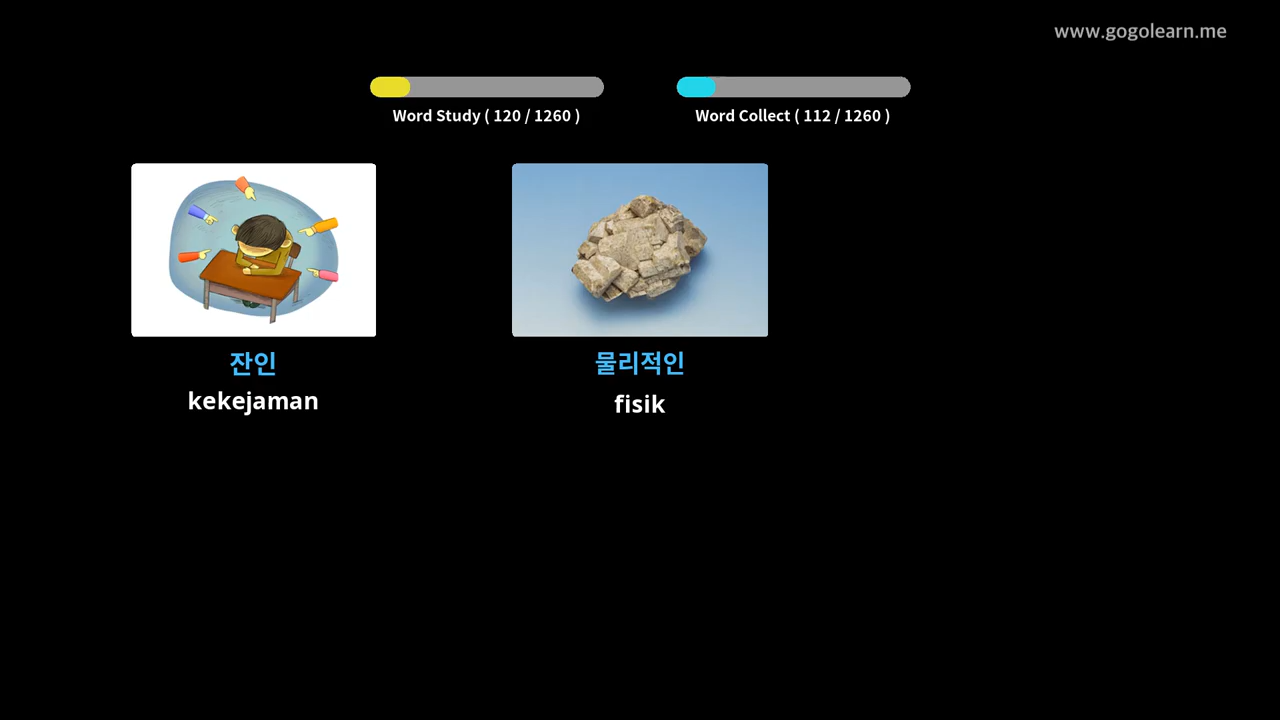 www.gogolearn.me
Word Study ( 120 / 1260 )
Word Collect ( 112 / 1260 )
잔인
kekejaman
물리적인
fisik